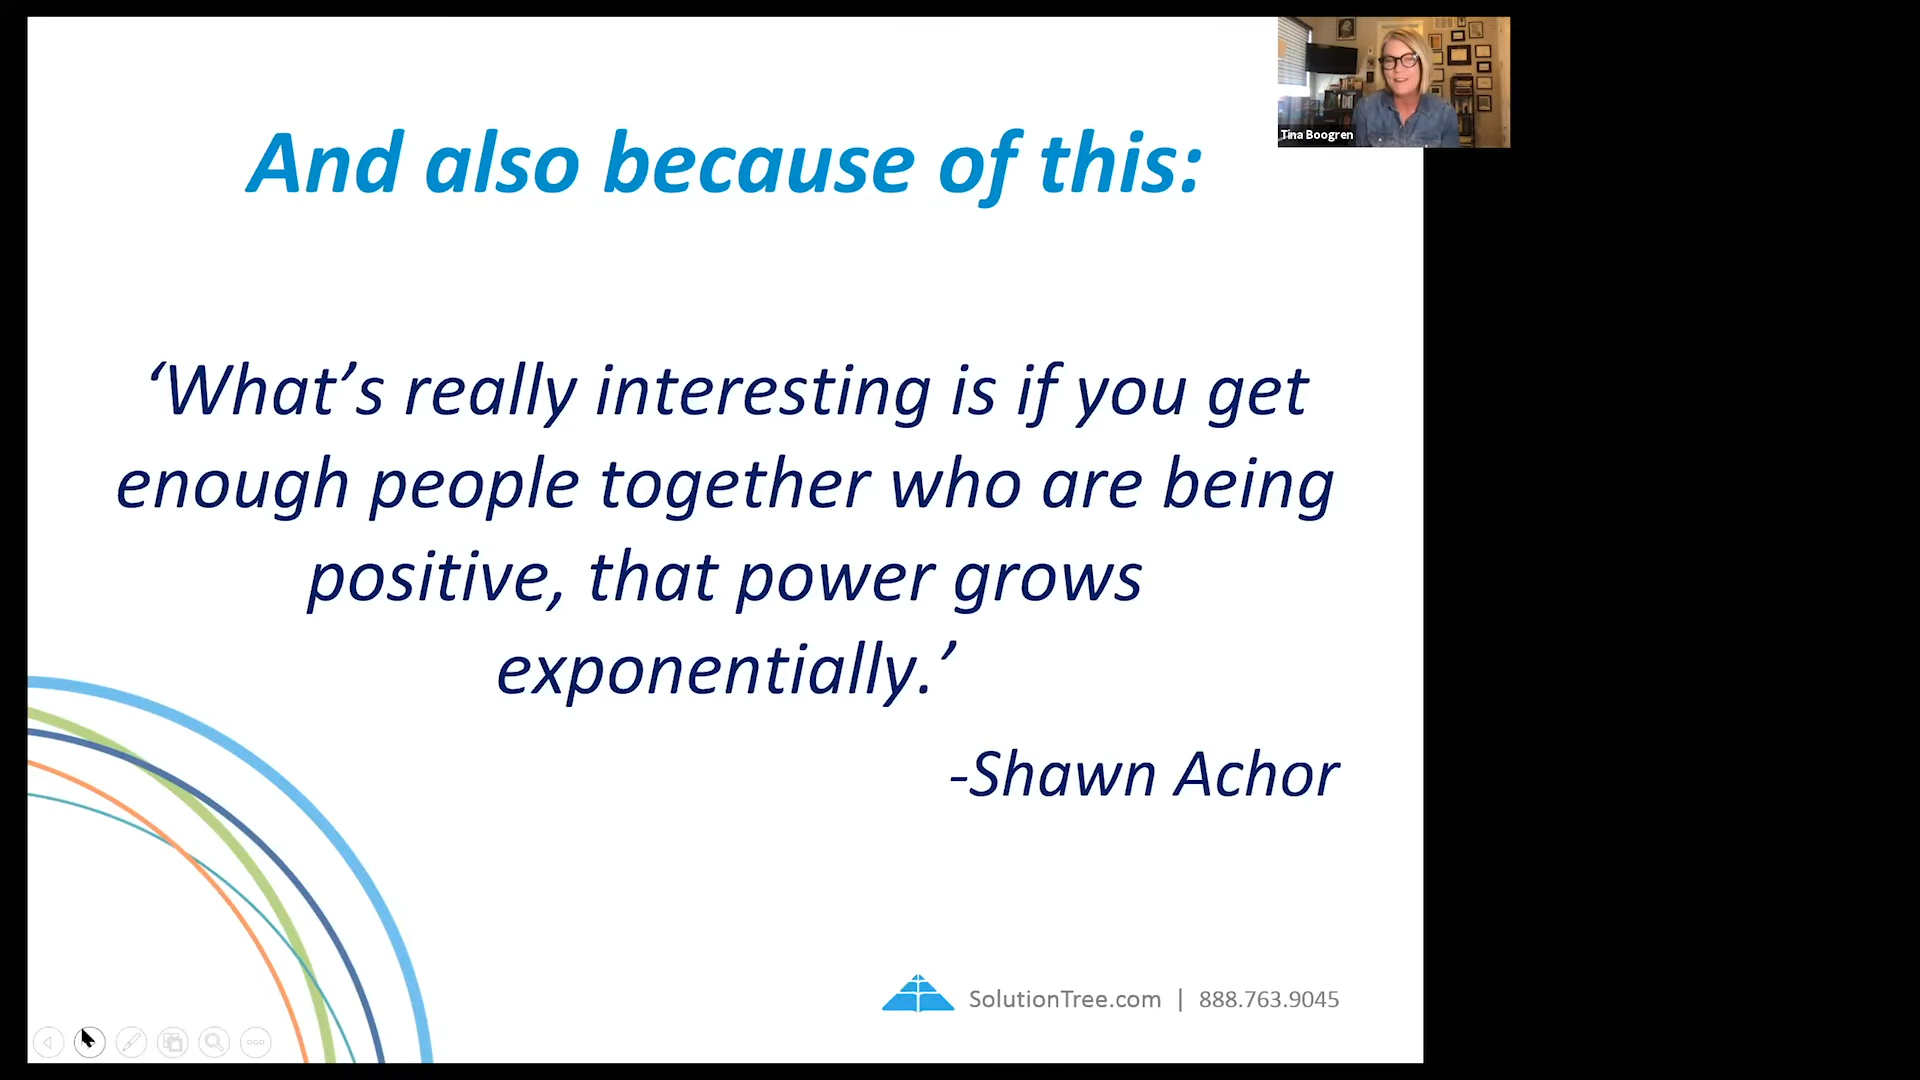 Tina Boogren
And also because of this:
‘What’s really interesting is if you get
enough people together who are being
positive, that power grows
exponentially.’
-Shawn Achor
SolutionTree.com | 888.763.9045